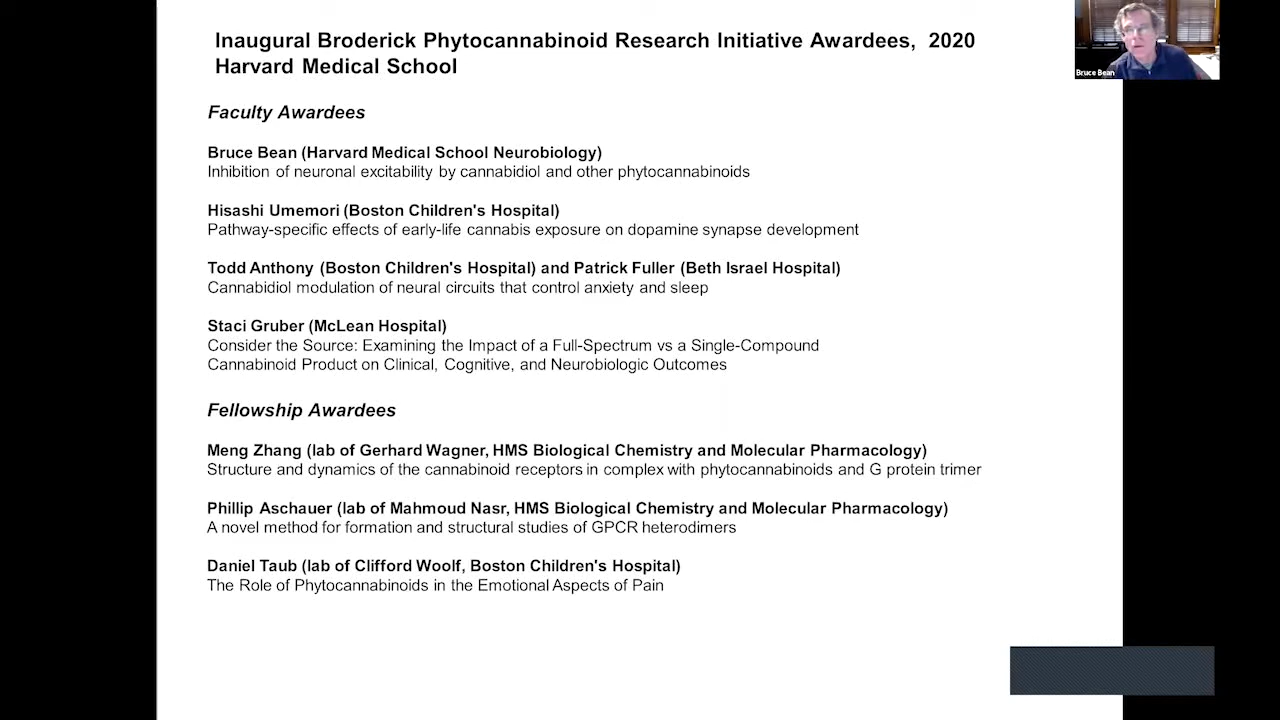 Inaugural Broderick Phytocannabinoid Research Initiative Awardees, 2020
Harvard Medical School
Bruce Bean
Faculty Awardees
Bruce Bean (Harvard Medical School Neurobiology)
Inhibition of neuronal excitability by cannabidiol and other phytocannabinoids
Hisashi Umemori (Boston Children's Hospital)
Pathway-specific effects of early-life cannabis exposure on dopamine synapse development
Todd Anthony (Boston Children's Hospital) and Patrick Fuller (Beth Israel Hospital)
Cannabidiol modulation of neural circuits that control anxiety and sleep
Staci Gruber (McLean Hospital)
Consider the Source: Examining the Impact of a Full-Spectrum vs a Single-Compound
Cannabinoid Product on Clinical, Cognitive, and Neurobiologic Outcomes
Fellowship Awardees
Meng Zhang (lab of Gerhard Wagner, HMS Biological Chemistry and Molecular Pharmacology)
Structure and dynamics of the cannabinoid receptors in complex with phytocannabinoids and G protein trimer
Phillip Aschauer (lab of Mahmoud Nasr, HMS Biological Chemistry and Molecular Pharmacology)
A novel method for formation and structural studies of GPCR heterodimers
Daniel Taub (lab of Clifford Woolf, Boston Children's Hospital)
The Role of Phytocannabinoids in the Emotional Aspects of Pain